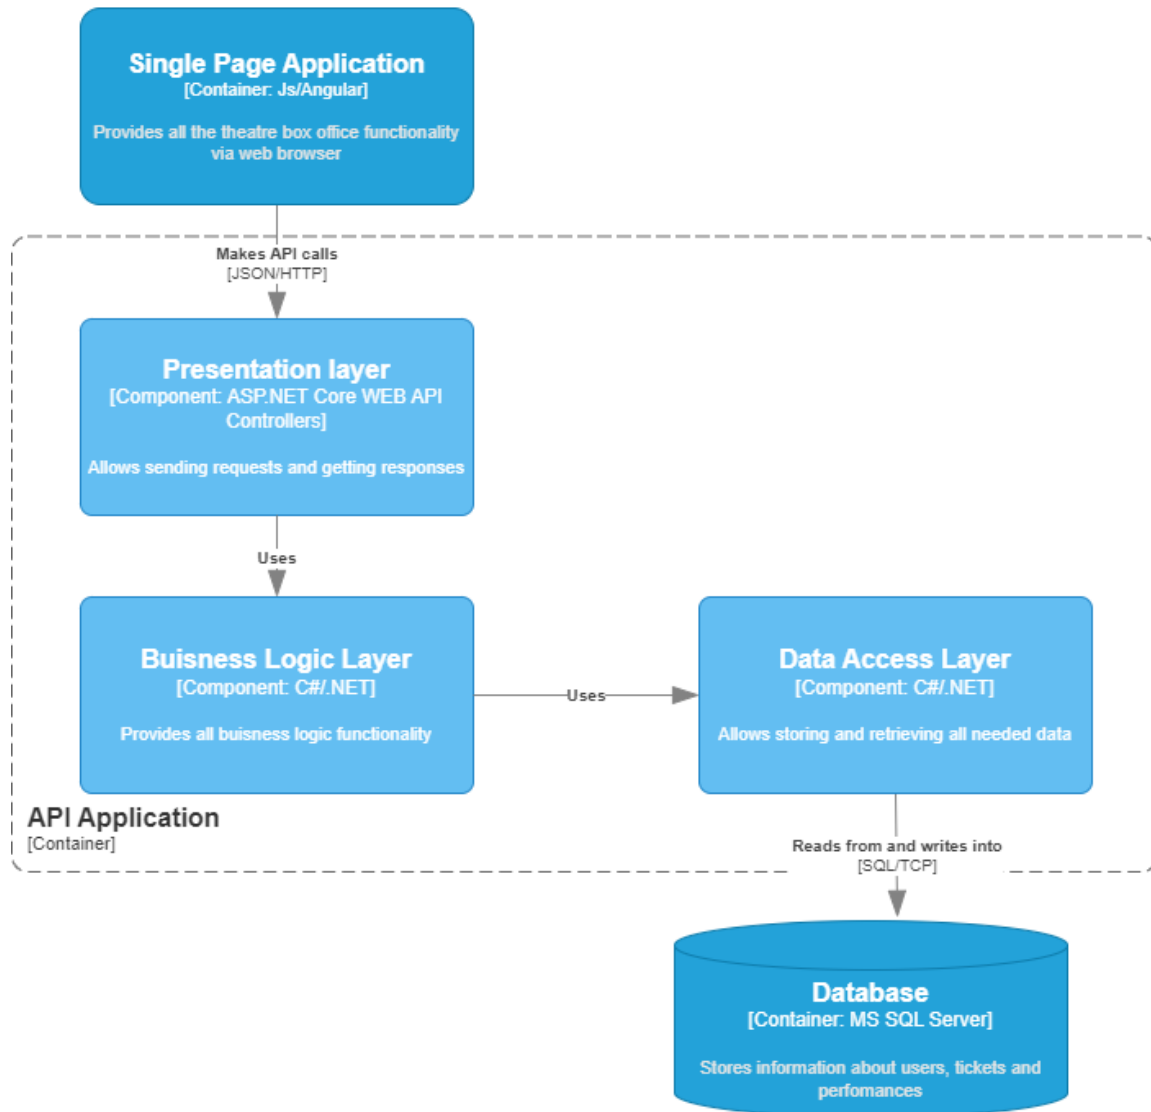 Single Page Application
[Container: Js/Angular]
Provides all the theatre box office functionality
via web browser
Makes API calls
[JSON/HTTP]
Presentation layer
[Component: ASP.NET Core WEB API
Controllers]
Allows sending requests and getting responses
Uses
Buisness Logic Layer
[Component: C#/.NET]
Provides all buisness logic functionality
Uses
Data Access Layer
[Component: C#/.NET]
Allows storing and retrieving all needed data
API Application
[Container]
Reads from and writes into
[SQL/TCP]
Database
[Container: MS SQL Server]
Stores information about users, tickets and
perfomances